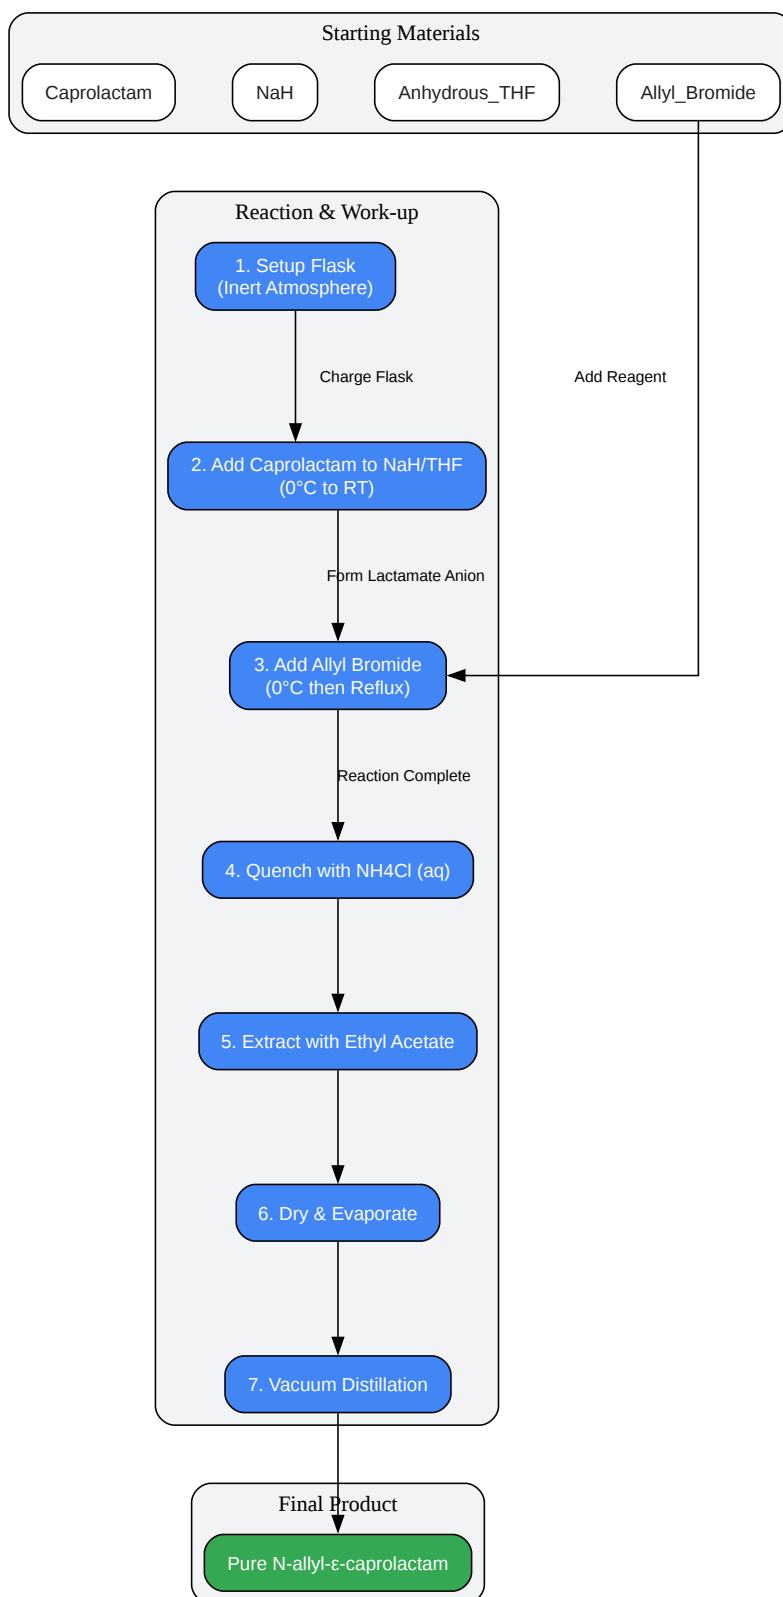 Starting Materials
Caprolactam
NaH
Anhydrous_THF
Allyl_Bromide
Reaction & Work-up
1. Setup Flask
(Inert Atmosphere)
Charge Flask
Add Reagent
2. Add Caprolactam to NaH/THF
(0°C to RT)
Form Lactamate Anion
3. Add Allyl Bromide
(0°C then Reflux)
Reaction Complete
4. Quench with NH4Cl (aq)
5. Extract with Ethyl Acetate
6. Dry & Evaporate
7. Vacuum Distillation
Final Product
Pure N-allyl-ε-caprolactam